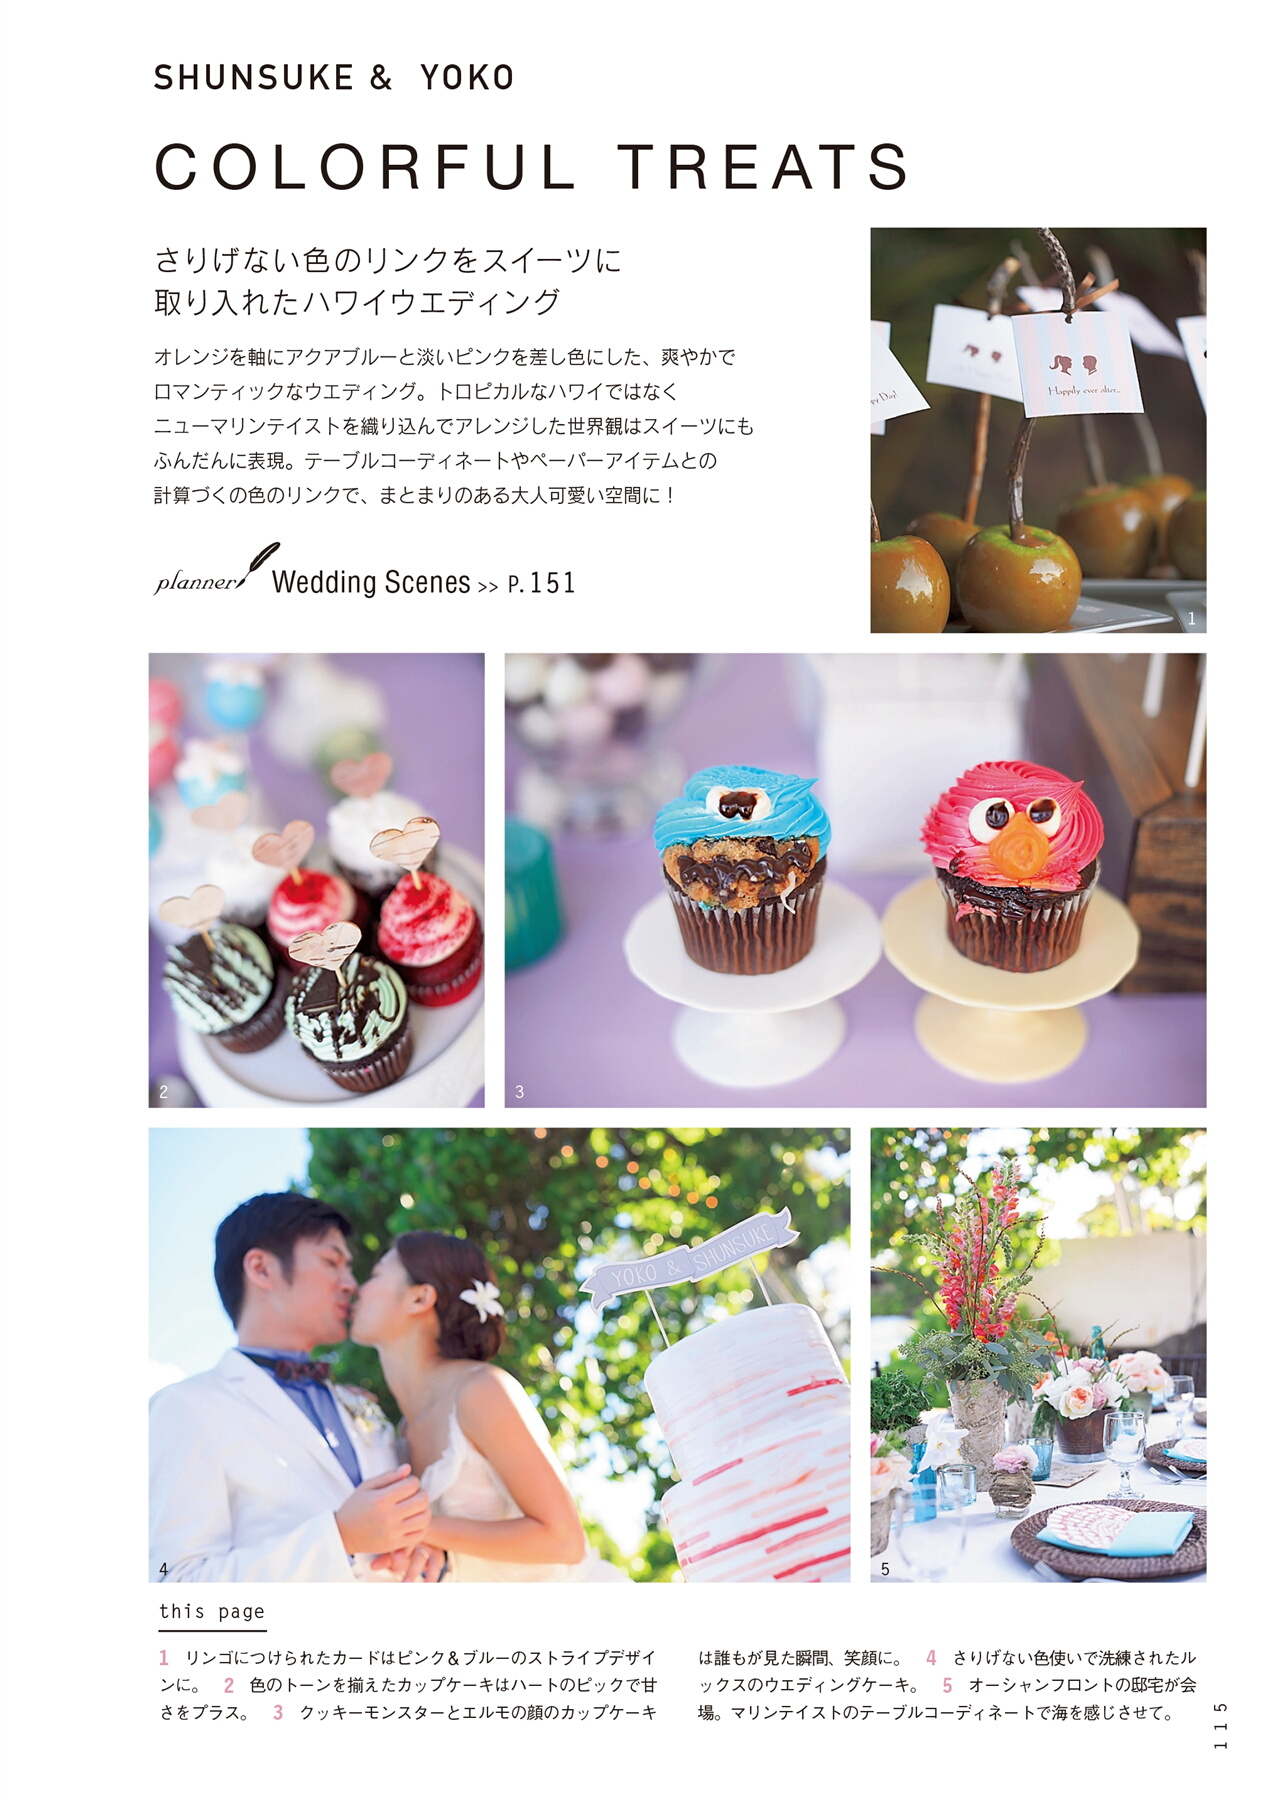 SHUNSUKE & YOKO
COLORFUL TREATS
さりげない色のリンクをスイーツに
取り入れたハワイウエディング
オレンジを軸にアクアブルーと淡いピンクを差し色にした、爽やかで
ロマンティックなウエディング。トロピカルなハワイではなく
ニューマリンテイストを織り込んでアレンジした世界観はスイーツにも
ふんだんに表現。テーブルコーディネートやペーパーアイテムとの
計算づくの色のリンクで、まとまりのある大人可愛い空間に！
planner Wedding Scenes >> P.151
Happily ever after..
1
2
3
YOKO & SHUNSUKE
4
5
this page
1 リンゴにつけられたカードはピンク＆ブルーのストライプデザイ
ンに。 2 色のトーンを揃えたカップケーキはハートのピックで甘
さをプラス。 3 クッキーモンスターとエルモの顔のカップケーキ
は誰もが見た瞬間、笑顔に。 4 さりげない色使いで洗練されたル
ックスのウエディングケーキ。 5 オーシャンフロントの邸宅が会
場。マリンテイストのテーブルコーディネートで海を感じさせて。
115